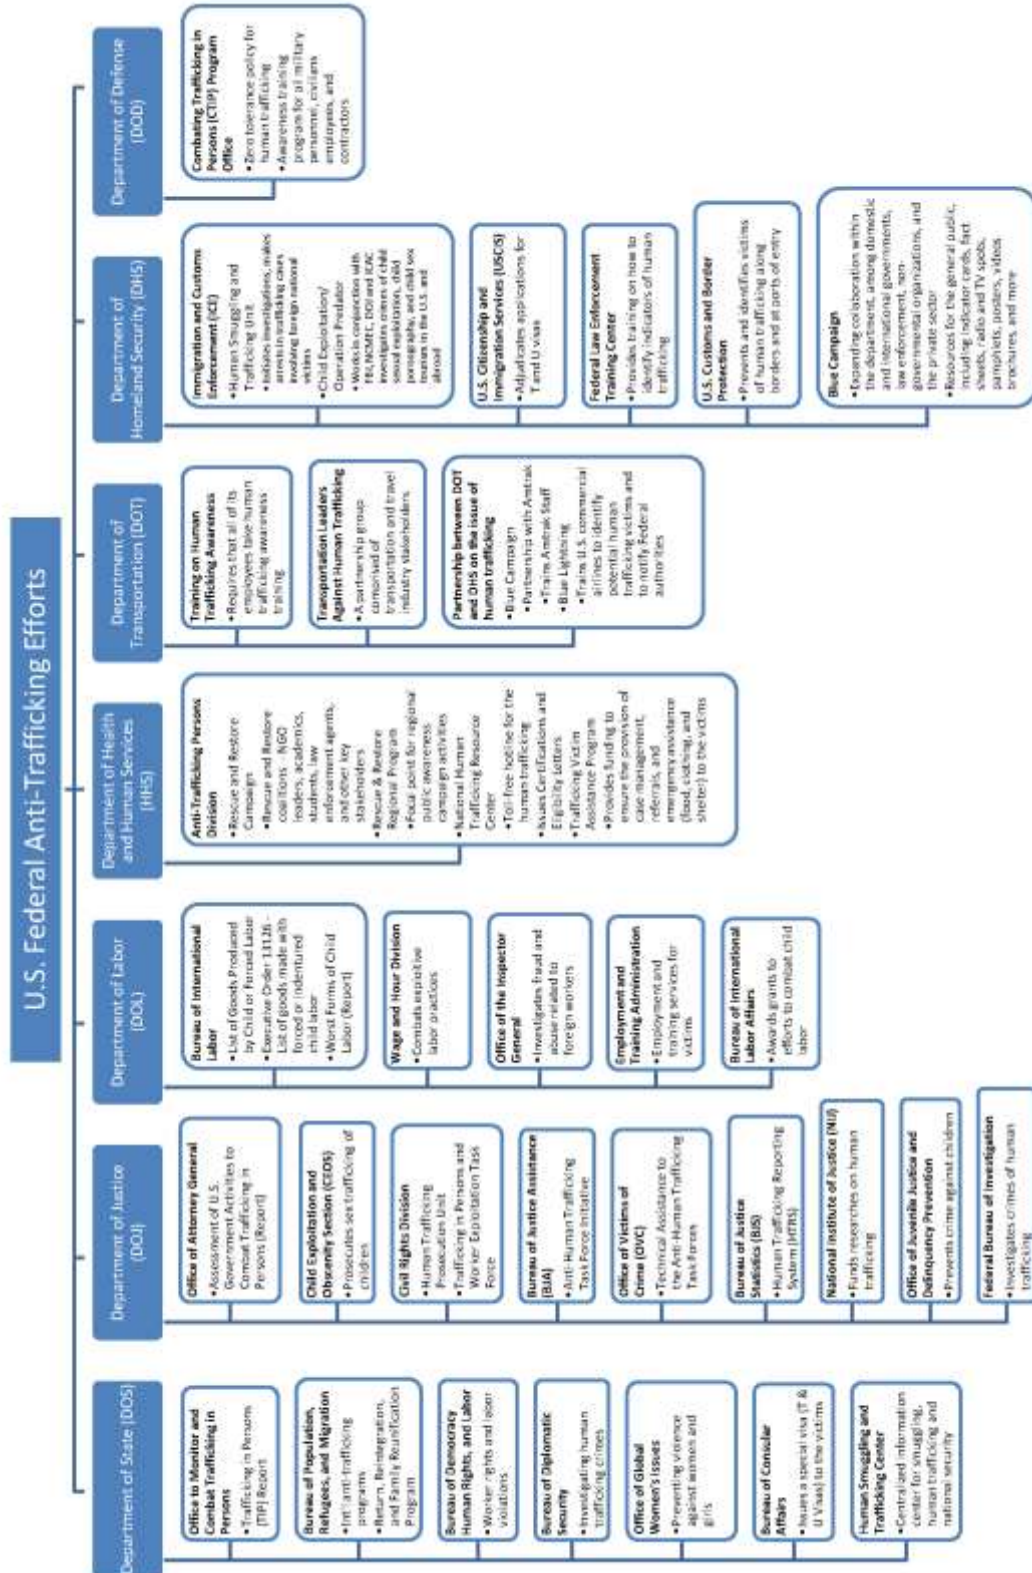 U.S. Federal Anti-Trafficking Efforts
Department of State (DOS)
Office to Monitor and
Combat Trafficking in
Persons
• Trafficking in Persons
(TIP) Report
Bureau of Population,
Refugees, and Migration
• Int'l anti-trafficking
programs
• Return, Reintegration,
and Family Reunification
Program
Bureau of Democracy
Human Rights, and Labor
• Worker rights and labor
violations
Bureau of Diplomatic
Security
• Investigating human
trafficking crimes
Office of Global
Women's Issues
• Preventing violence
against women and
girls
Bureau of Consular
Affairs
• Issues a special visa (T &
U Visas) to the victims
Human Smuggling and
Trafficking Center
• Centralized information
center for smuggling,
human trafficking and
national security
Department of Justice
(DOJ)
Office of Attorney General
• Assessment of U.S.
Government Activities to
Combat Trafficking in
Persons (Report)
Child Exploitation and
Obscenity Section (CEOS)
• Prosecutes sex trafficking of
children
Civil Rights Division
• Human Trafficking
Prosecution Unit
• Trafficking in Persons and
Worker Exploitation Task
Force
Bureau of Justice Assistance
(BJA)
• Anti-Human Trafficking
Task Force Initiative
Office of Victims of
Crime (OVC)
• Technical Assistance to
the Anti-Human Trafficking
Task Forces
Bureau of Justice
Statistics (BJS)
• Human Trafficking Reporting
System (HTRS)
National Institute of Justice (NIJ)
• Funds researches on human
trafficking
Office of Juvenile Justice and
Delinquency Prevention
• Prevents crime against children
Federal Bureau of Investigation
• Investigates crimes of human
trafficking
Department of Labor
(DOL)
Bureau of International
Labor
• List of Goods Produced
by Child or Forced Labor
• Executive Order 13126 -
List of goods made with
forced or indentured
child labor
• Worst Forms of Child
Labor (Report)
Wage and Hour Division
• Combats exploitive
labor practices
Office of the Inspector
General
• Investigates fraud and
abuse related to
foreign workers
Employment and
Training Administration
• Employment and
training services for
victims
Bureau of International
Labor Affairs
• Awards grants to
efforts to combat child
labor
Department of Health
and Human Services
(HHS)
Anti-Trafficking Persons
Division
• Rescue and Restore
Campaign
• Rescue and Restore
coalitions - NGO
leaders, academics,
students, law
enforcement agents,
and other key
stakeholders
• Rescue & Restore
Regional Program
• Focal point for regional
public awareness
campaign activities
• National Human
Trafficking Resource
Center
• Toll-free hotline for the
human trafficking
• Issues Certifications and
Eligibility Letters
• Trafficking Victim
Assistance Program
• Provides funding to
ensure the provision of
case management,
referrals, and
emergency assistance
(food, clothing, and
shelter) to the victims
Department of
Transportation (DOT)
Training on Human
Trafficking Awareness
• Requires that all of its
employees take human
trafficking awareness
training
Transportation Leaders
Against Human Trafficking
• A partnership group
comprised of
transportation and travel
industry stakeholders
Partnership between DOT
and DHS on the issue of
human trafficking
• Blue Campaign
• Partnership with Amtrak
• Trains Amtrak Staff
• Blue Lightning
• Trains U.S. commercial
airlines to identify
potential human
trafficking victims and
to notify Federal
authorities
Department of
Homeland Security (DHS)
Immigration and Customs
Enforcement (ICE)
• Human Smuggling and
Trafficking Unit
• Initiates investigations, makes
arrests in trafficking cases
involving foreign national
victims
• Child Exploitation/
Operation Predator
• Works in conjunction with
FBI, NCMEC, DOJ and ICAC
investigates crimes of child
sexual exploitation, child
pornography, and child sex
tourism in the U.S. and
abroad
U.S. Citizenship and
Immigration Services (USCIS)
• Adjudicates applications for
T and U visas
Federal Law Enforcement
Training Center
• Provides training on how to
identify indicators of human
trafficking
U.S. Customs and Border
Protection
• Prevents and identifies victims
of human trafficking along
borders and at ports of entry
Blue Campaign
• Expanding collaboration within
the department, among domestic
and international governments,
law enforcement, non-
governmental organizations, and
the private sector
• Resources for the general public,
including indicator cards, fact
sheets, radio and TV spots,
pamphlets, posters, videos
brochures, and more
Department of Defense
(DOD)
Combating Trafficking in
Persons (CTIP) Program
Office
• Zero tolerance policy for
human trafficking
• Awareness training
program for all military
personnel, civilians
employees, and
contractors